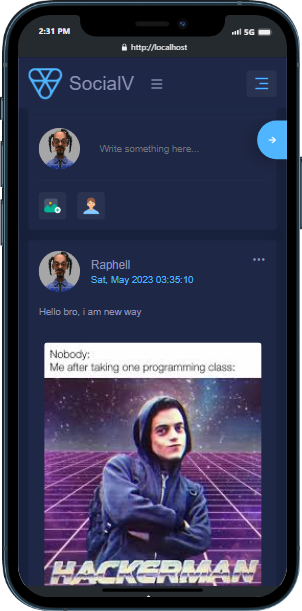 2:31 PM
5G
http://localhost
SocialV
Write something here...
Raphell
Sat, May 2023 03:35:10
Hello bro, i am new way
Nobody:
Me after taking one programming class:
HACKERMAN